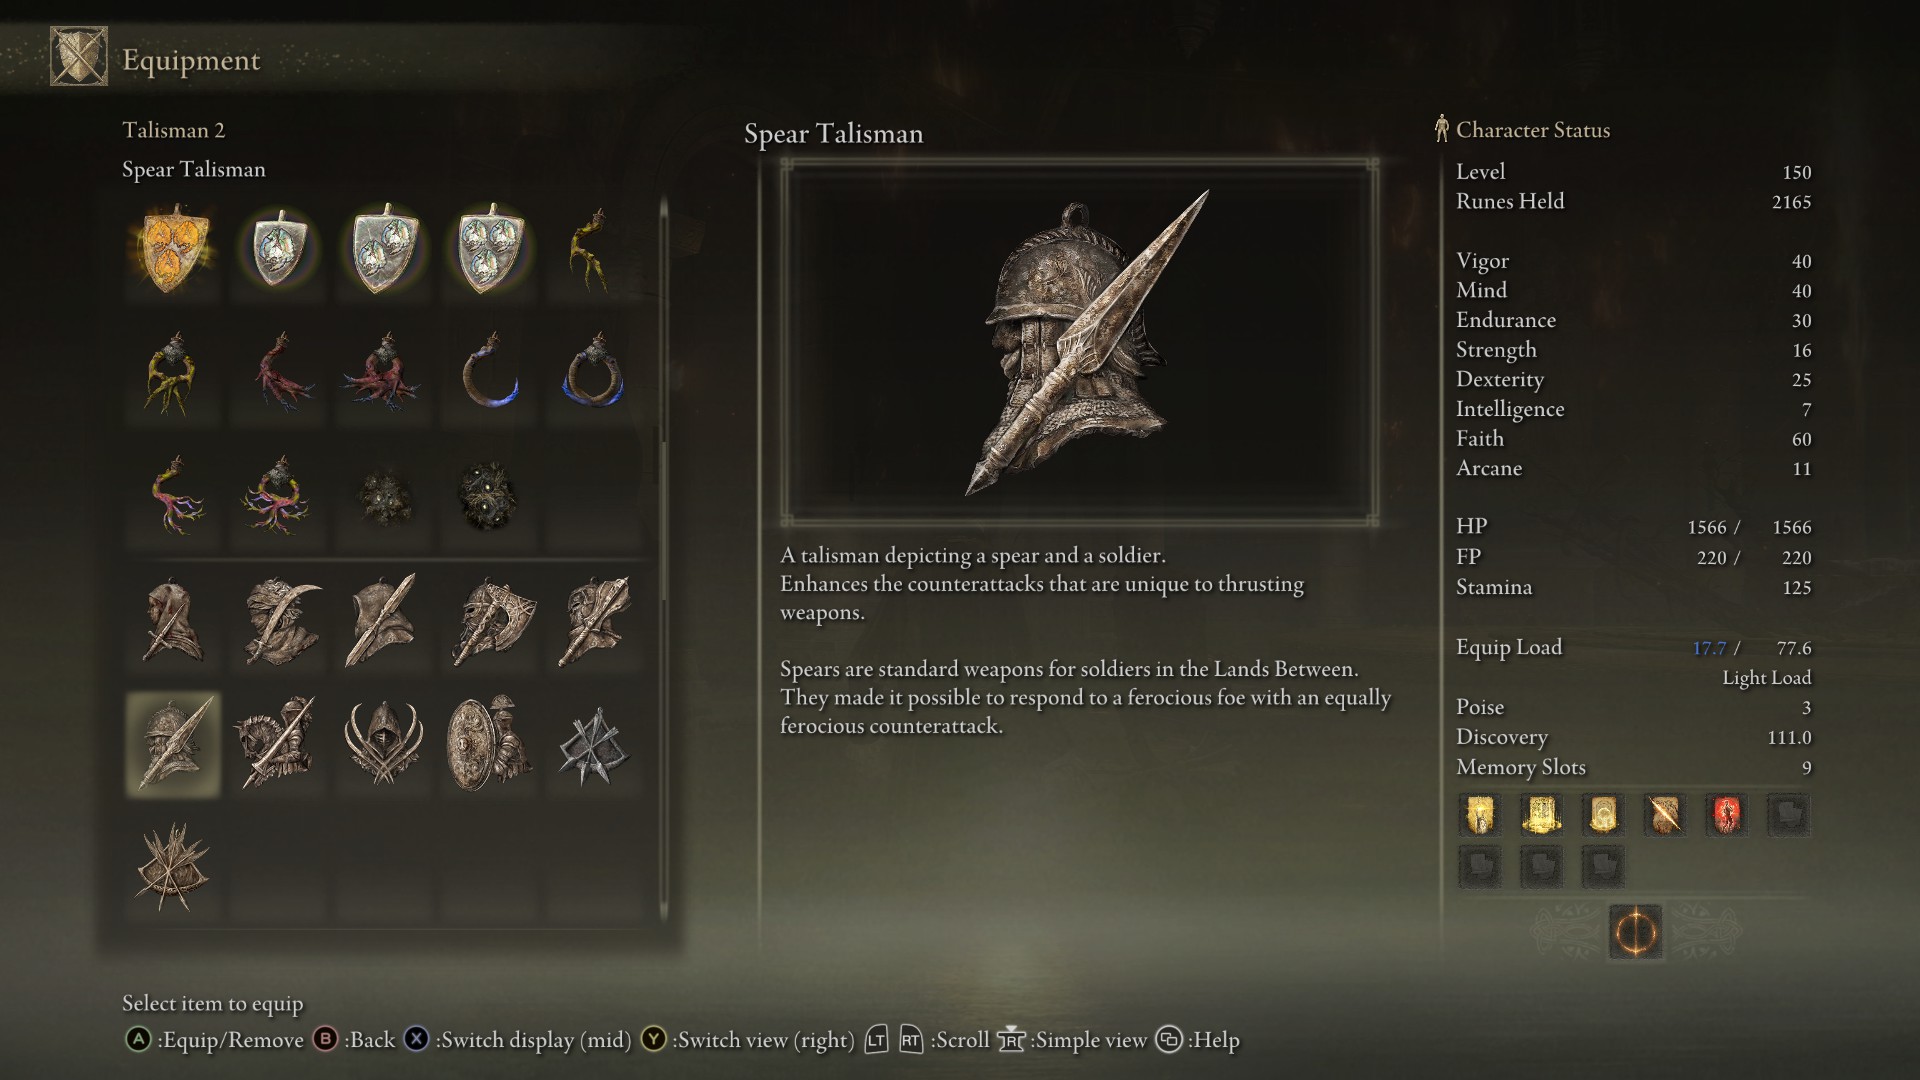 Equipment
Talisman 2
Spear Talisman
Spear Talisman
A talisman depicting a spear and a soldier.
Enhances the counterattacks that are unique to thrusting
weapons.
Spears are standard weapons for soldiers in the Lands Between.
They made it possible to respond to a ferocious foe with an equally
ferocious counterattack.
Character Status
Level 150
Runes Held 2165
Vigor 40
Mind 40
Endurance 30
Strength 16
Dexterity 25
Intelligence 7
Faith 60
Arcane 11
HP 1566 / 1566
FP 220 / 220
Stamina 125
Equip Load 17.7 / 77.6
Light Load
Poise 3
Discovery 111.0
Memory Slots 9
Select item to equip
A :Equip/Remove B :Back X :Switch display (mid) Y :Switch view (right) LT RT :Scroll R :Simple view :Help